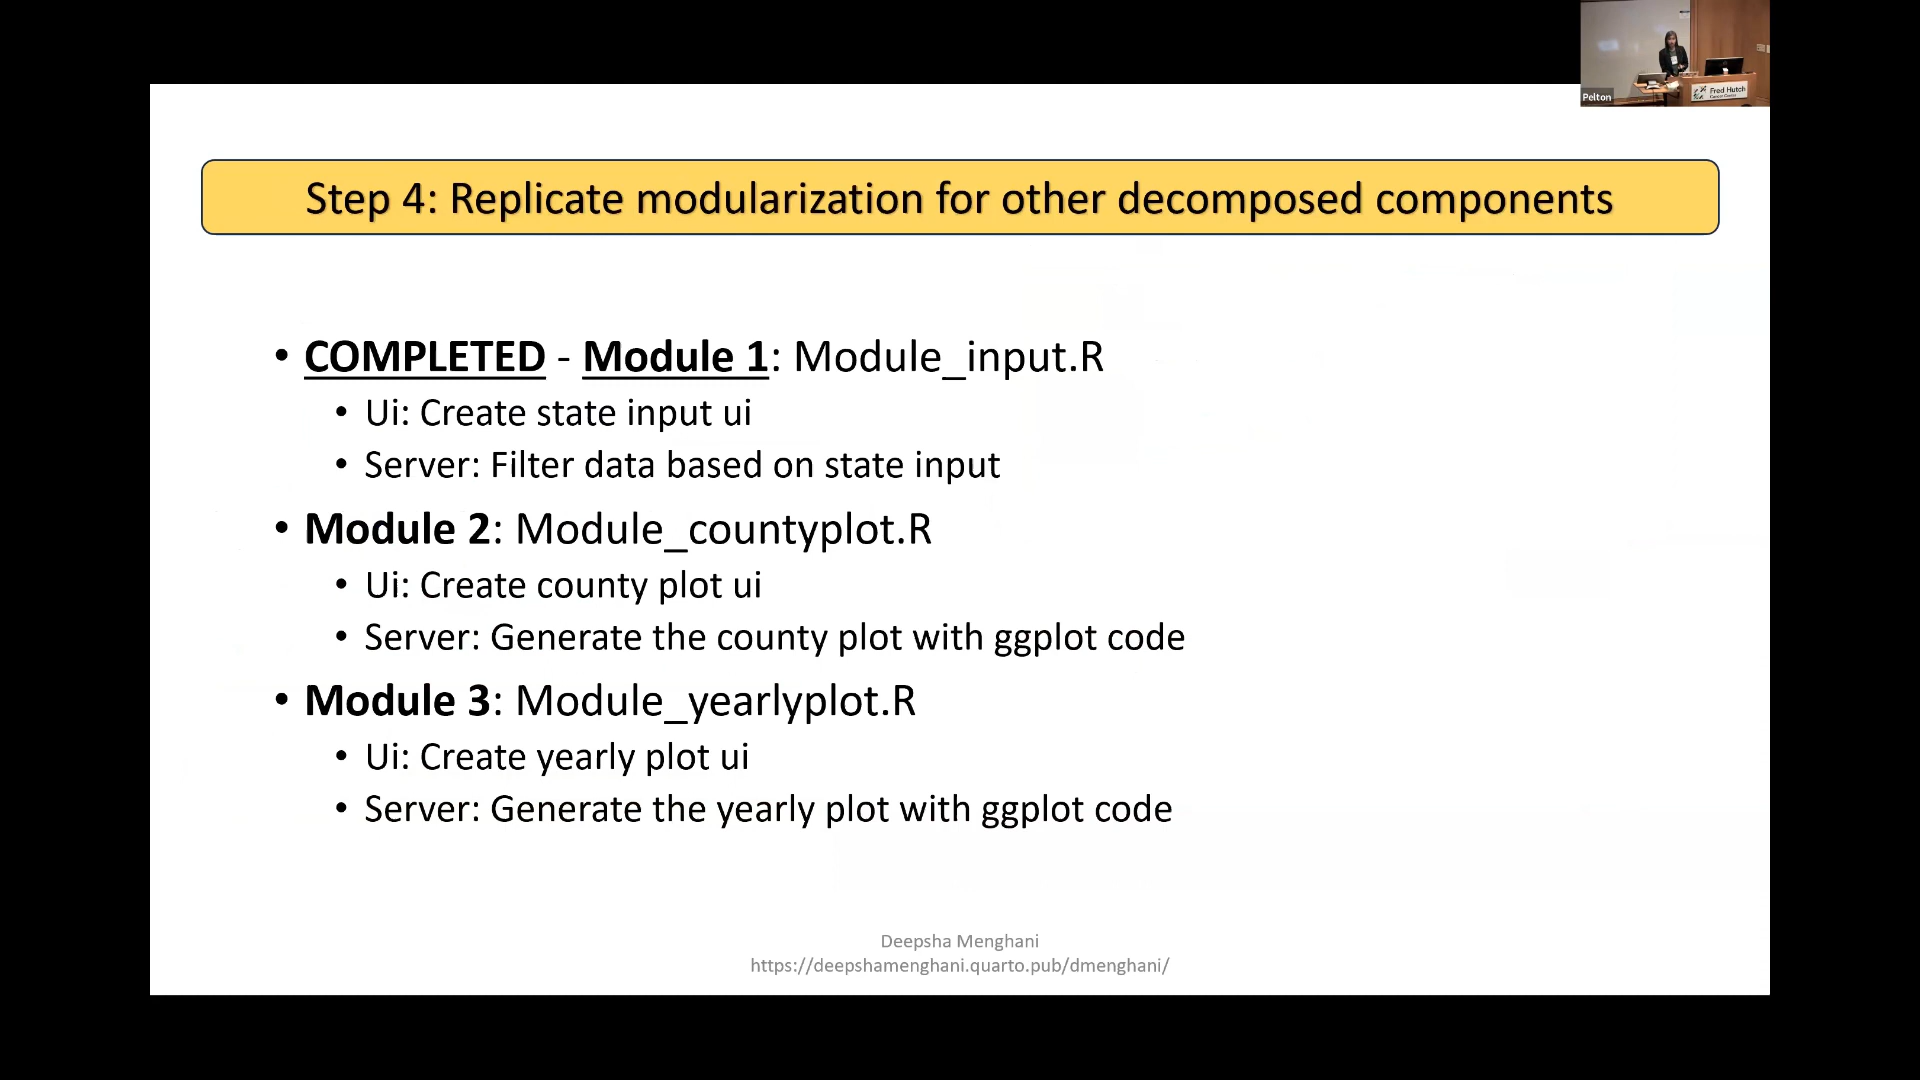 Pelton
Fred Hutch
Cancer Center
Step 4: Replicate modularization for other decomposed components
• COMPLETED - Module 1: Module_input.R
• Ui: Create state input ui
• Server: Filter data based on state input
• Module 2: Module_countyplot.R
• Ui: Create county plot ui
• Server: Generate the county plot with ggplot code
• Module 3: Module_yearlyplot.R
• Ui: Create yearly plot ui
• Server: Generate the yearly plot with ggplot code
Deepsha Menghani
https://deepshamenghani.quarto.pub/dmenghani/